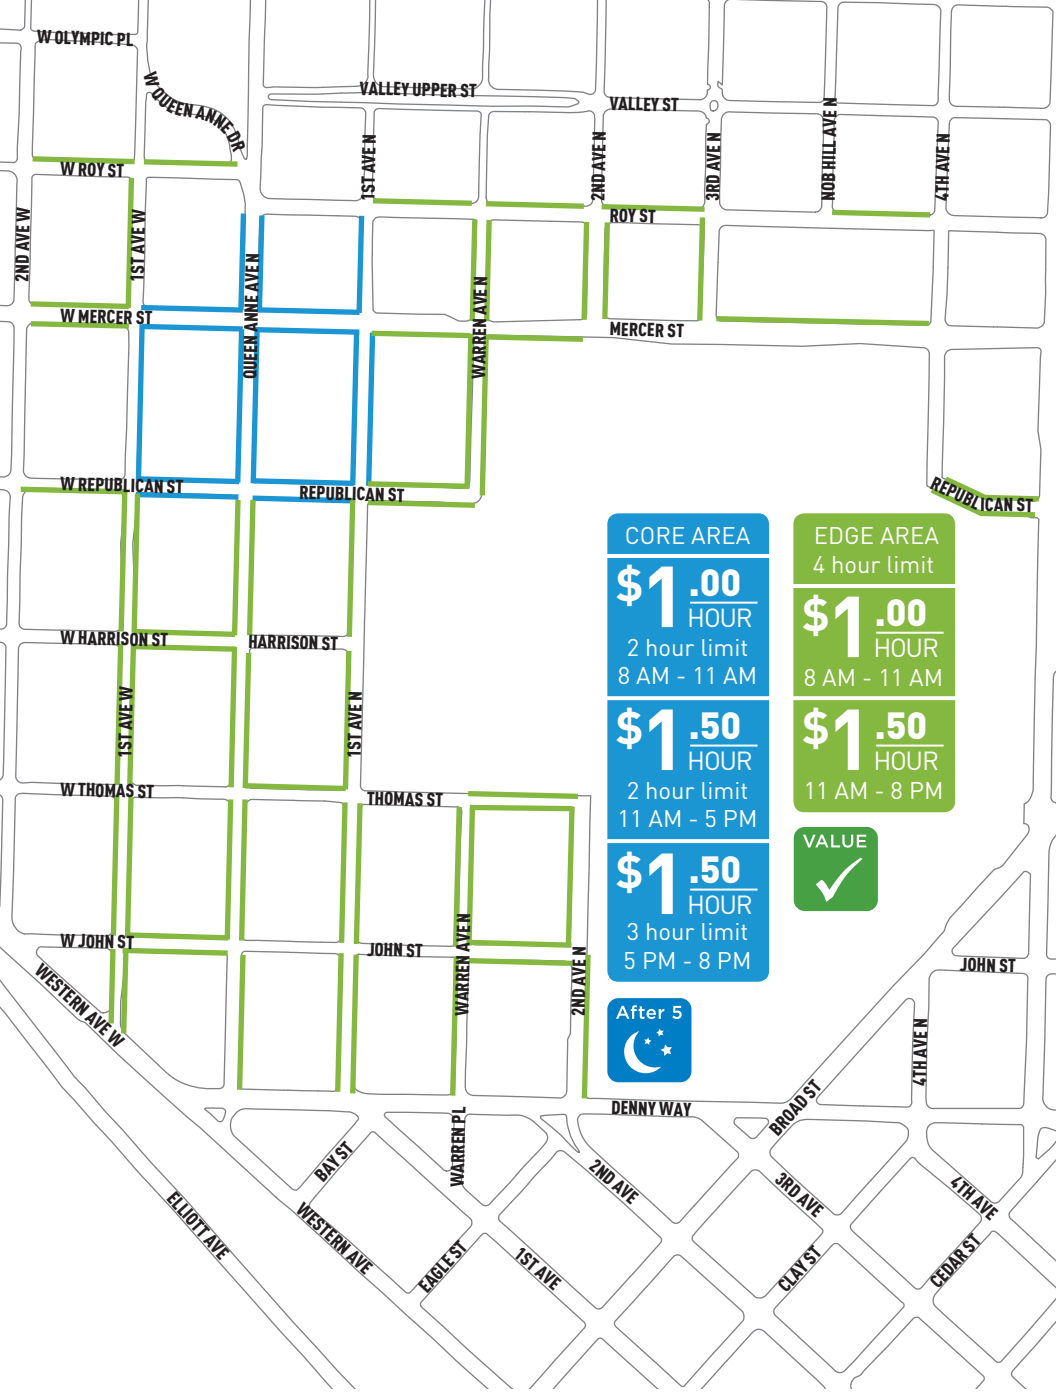 W OLYMPIC PL
W QUEEN ANNE DR
VALLEY UPPER ST
VALLEY ST
1ST AVE N
2ND AVE N
3RD AVE N
NOB HILL AVE N
4TH AVE N
W ROY ST
ROY ST
2ND AVE W
1ST AVE W
QUEEN ANNE AVE N
WARREN AVE N
W MERCER ST
MERCER ST
W REPUBLICAN ST
REPUBLICAN ST
REPUBLICAN ST
CORE AREA
$1.00
HOUR
2 hour limit
8 AM - 11 AM
$1.50
HOUR
2 hour limit
11 AM - 5 PM
$1.50
HOUR
3 hour limit
5 PM - 8 PM
After 5
EDGE AREA
4 hour limit
$1.00
HOUR
8 AM - 11 AM
$1.50
HOUR
11 AM - 8 PM
VALUE
W HARRISON ST
HARRISON ST
1ST AVE W
1ST AVE N
W THOMAS ST
THOMAS ST
W JOHN ST
JOHN ST
WARREN AVE N
2ND AVE N
JOHN ST
WESTERN AVE W
4TH AVE N
DENNY WAY
BROAD ST
WARREN PL
BAY ST
2ND AVE
3RD AVE
4TH AVE
ELLIOTT AVE
WESTERN AVE
EAGLE ST
1ST AVE
CLAY ST
CEDAR ST